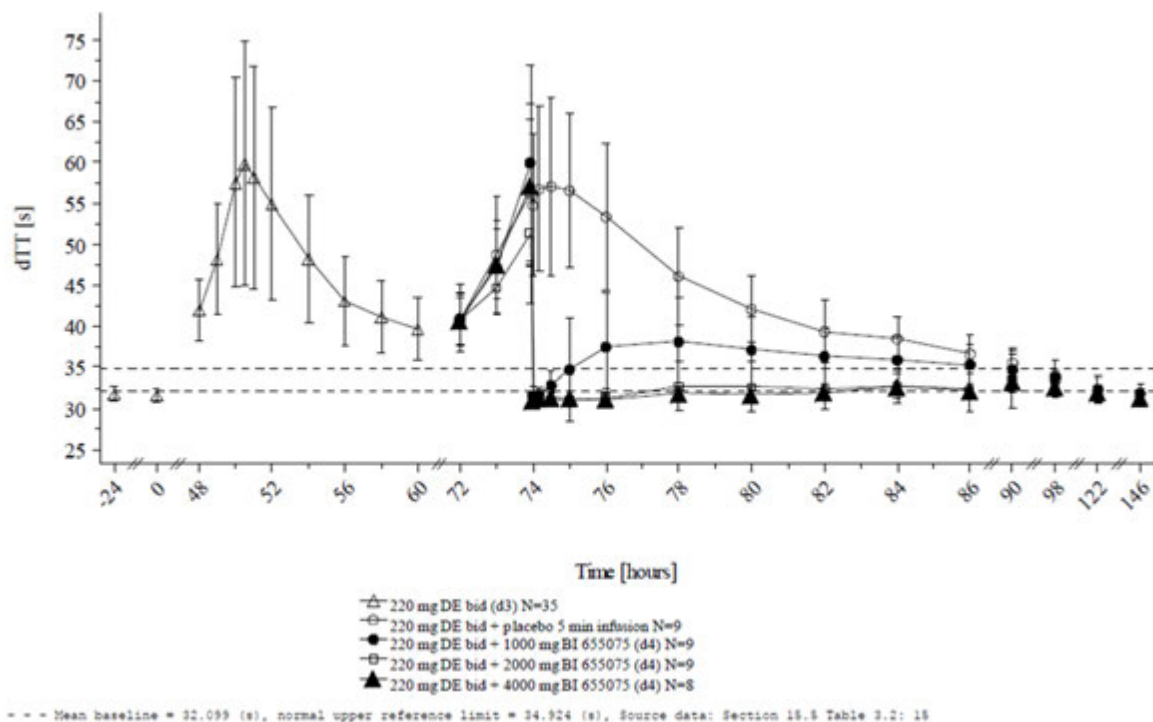 75
70
65
60
55
50
45
40
35
30
25
dTT [s]
-24 0 48 52 56 60 72 74 76 78 80 82 84 86 90 98 122 146
Time [hours]
220 mg DE bid (d3) N=35
220 mg DE bid + placebo 5 min infusion N=9
220 mg DE bid + 1000 mg BI 655075 (d4) N=9
220 mg DE bid + 2000 mg BI 655075 (d4) N=9
220 mg DE bid + 4000 mg BI 655075 (d4) N=8
- - - Mean baseline = 32.099 (s), normal upper reference limit = 34.924 (s), Source data: Section 15.5 Table 3.2: 15